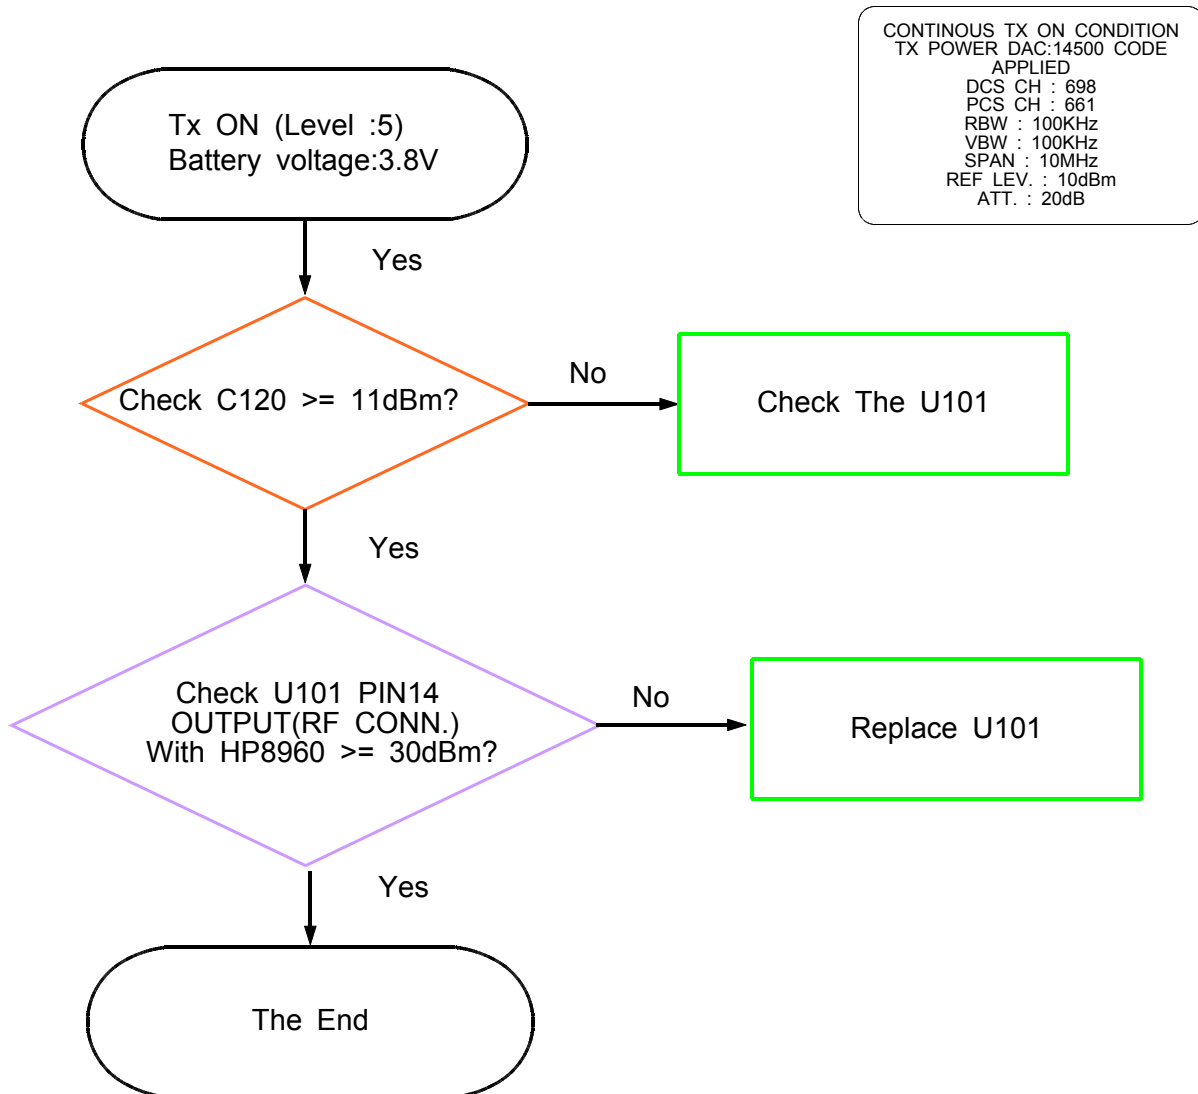 CONTINOUS TX ON CONDITION
TX POWER DAC:14500 CODE
APPLIED
DCS CH : 698
PCS CH : 661
RBW : 100KHz
VBW : 100KHz
SPAN : 10MHz
REF LEV. : 10dBm
ATT. : 20dB
Tx ON (Level :5)
Battery voltage:3.8V
Yes
Check C120 >= 11dBm?
No
Check The U101
Yes
Check U101 PIN14
OUTPUT(RF CONN.)
With HP8960 >= 30dBm?
No
Replace U101
Yes
The End